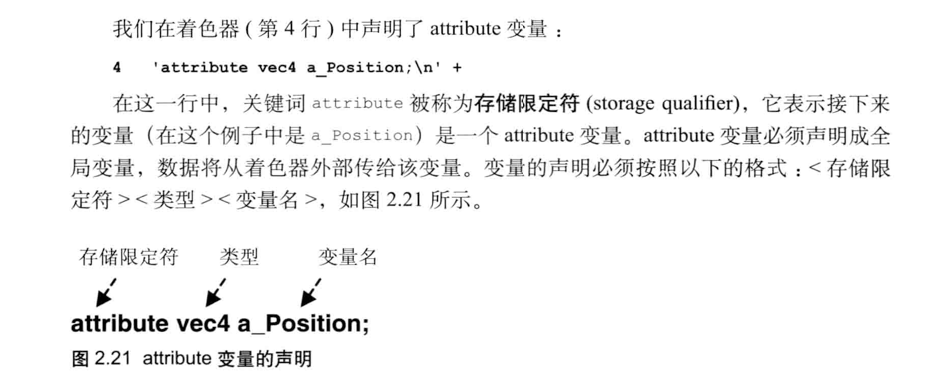 我们在着色器 ( 第 4 行 ) 中声明了 attribute 变量 :
4 'attribute vec4 a_Position;\n' +
在这一行中，关键词 attribute 被称为存储限定符 (storage qualifier)，它表示接下来
的变量（在这个例子中是 a_Position）是一个 attribute 变量。attribute 变量必须声明成全
局变量，数据将从着色器外部传给该变量。变量的声明必须按照以下的格式 : < 存储限
定符 > < 类型 > < 变量名 >，如图 2.21 所示。
存储限定符 类型 变量名
attribute vec4 a_Position;
图 2.21 attribute 变量的声明